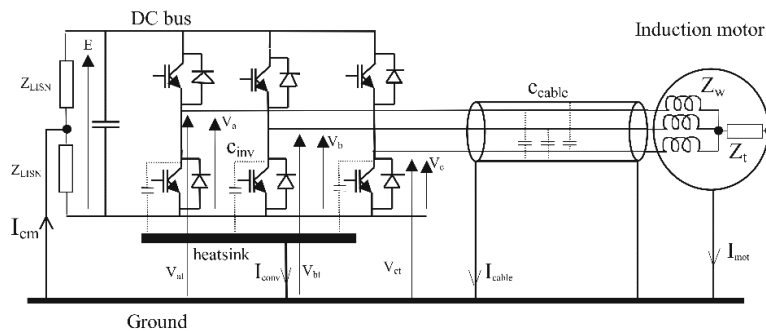 DC bus
Induction motor
Z_LISN
E
V_a
c_inv
V_b
V_c
c_cable
Z_w
Z_t
Z_LISN
I_cm
heatsink
V_at
I_conv
V_bt
V_ct
I_cable
I_mot
Ground